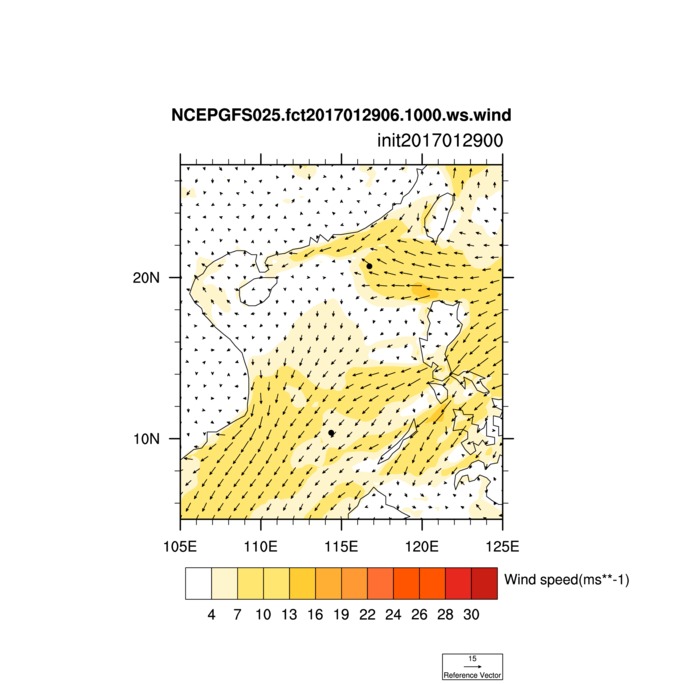 NCEPGFS025.fct2017012906.1000.ws.wind
init2017012900
20N
10N
105E 110E 115E 120E 125E
Wind speed(ms**-1)
4 7 10 13 16 19 22 24 26 28 30
15
Reference Vector